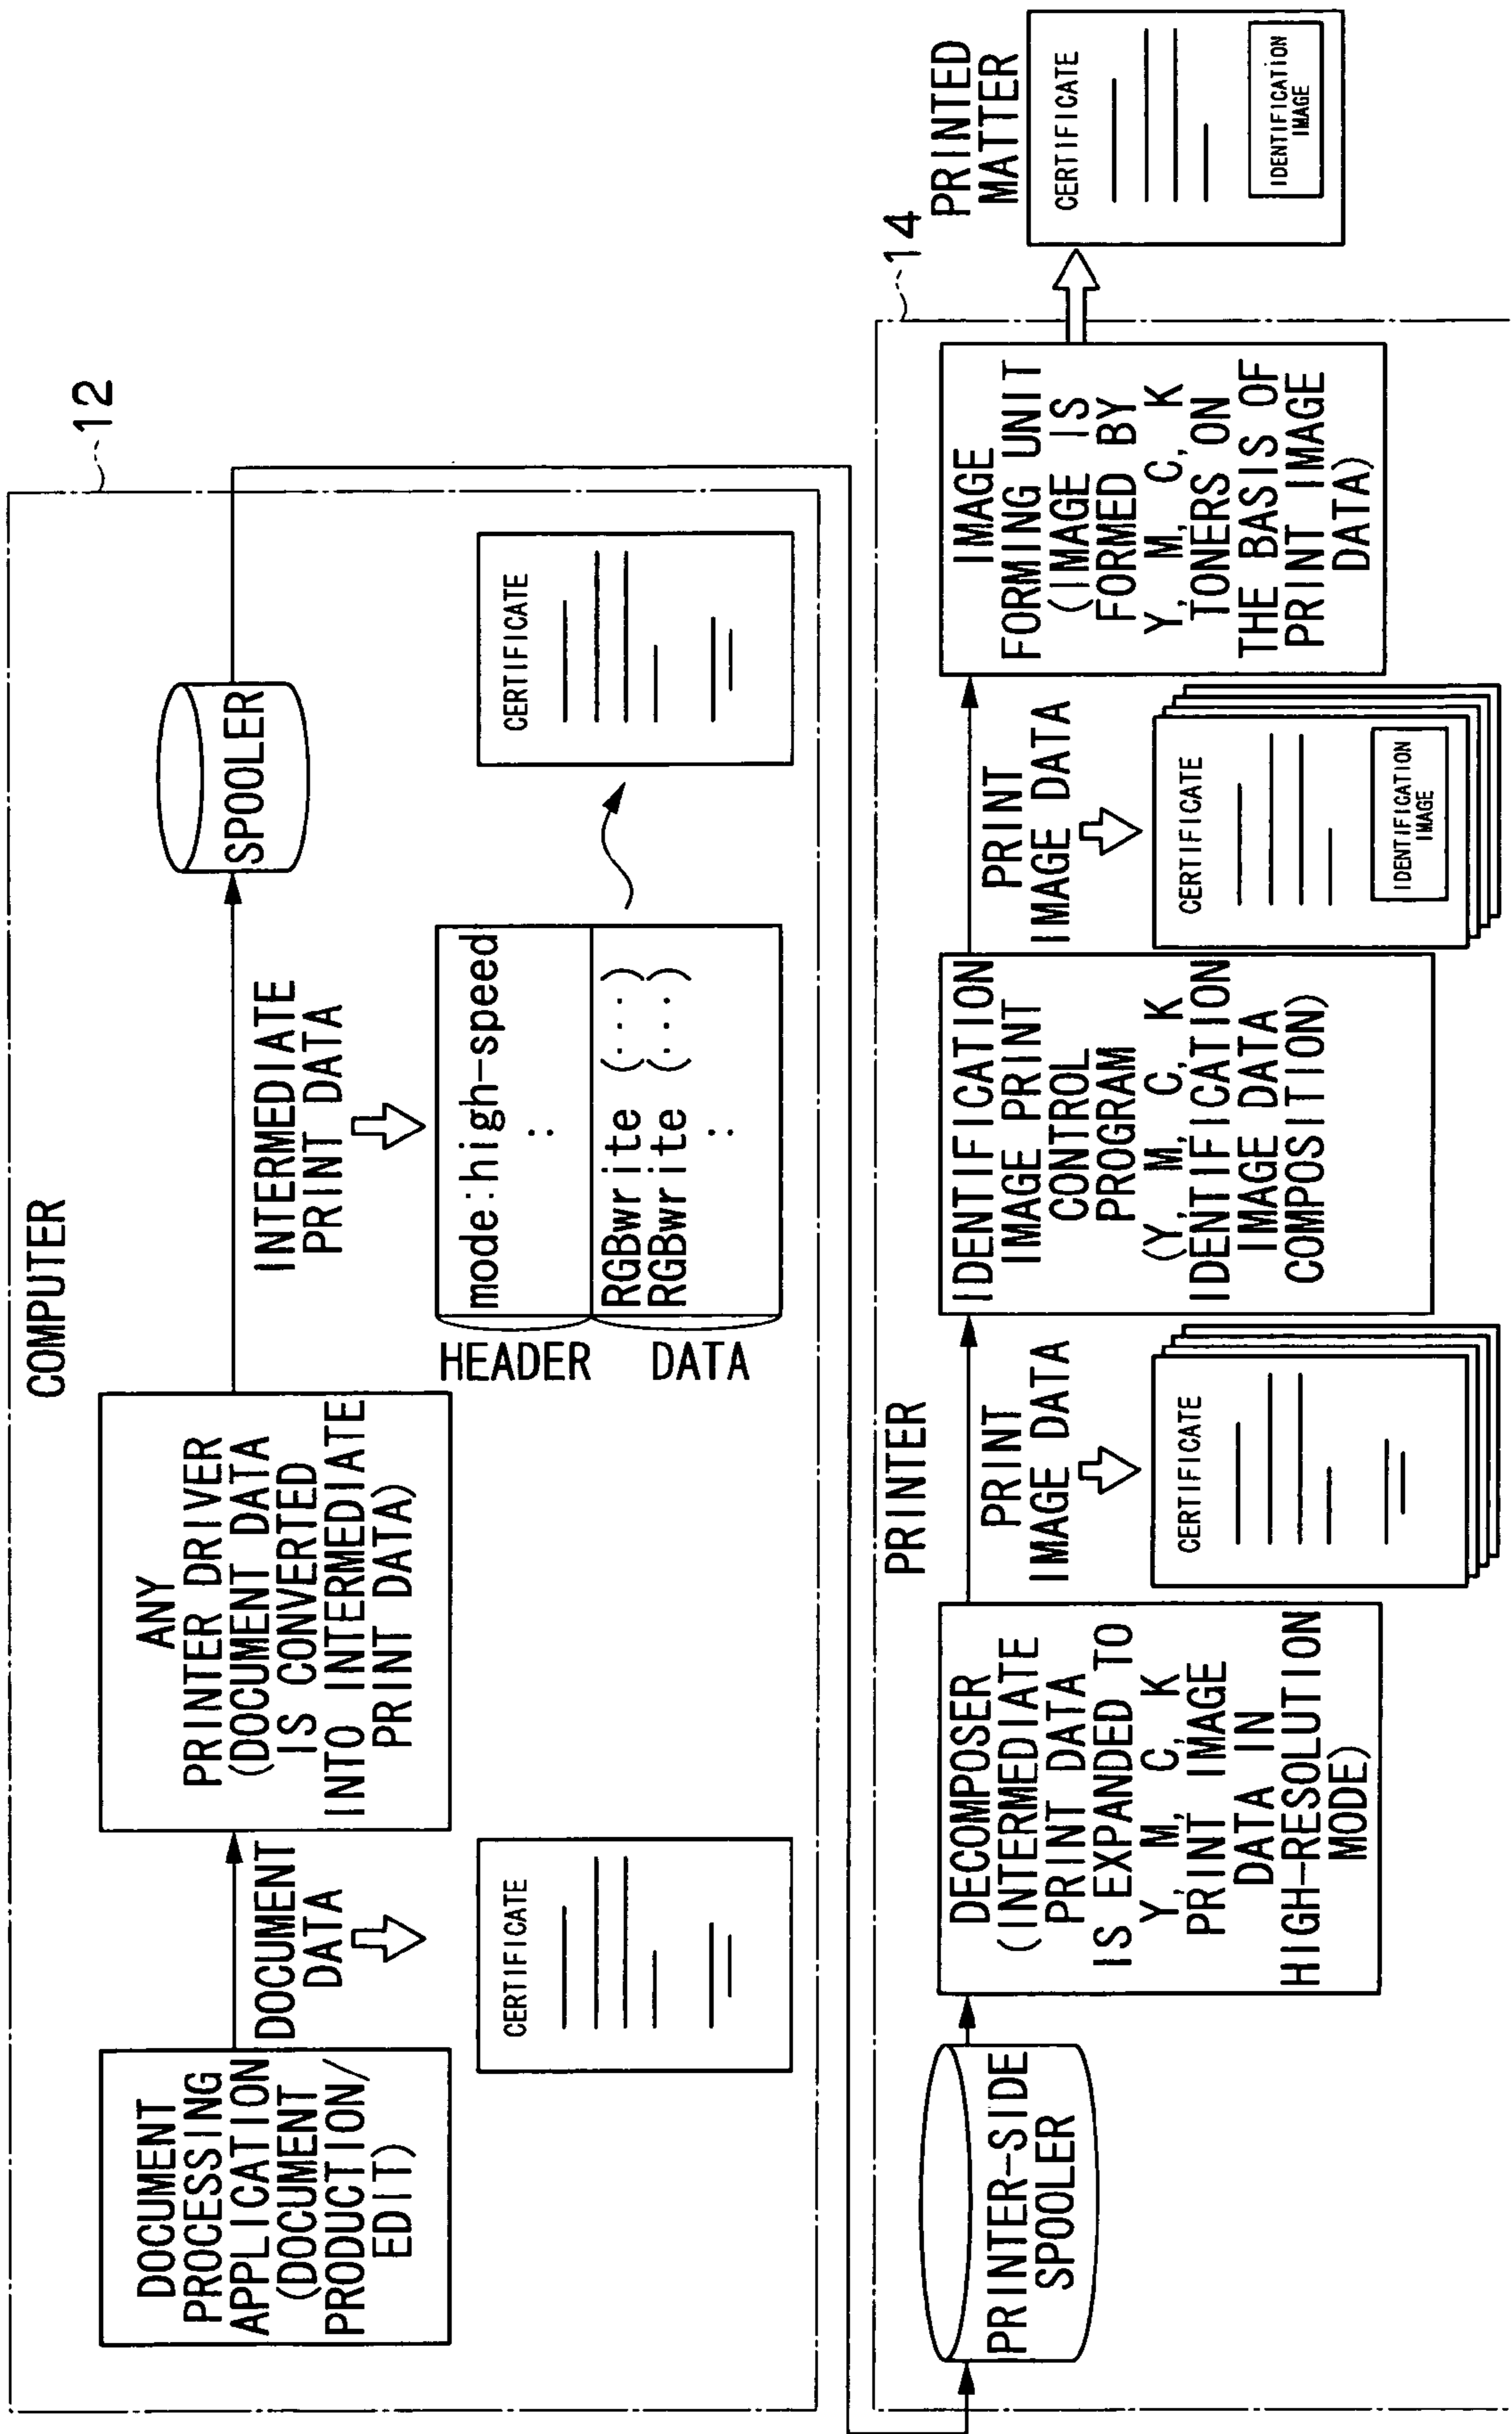 COMPUTER
12
DOCUMENT
PROCESSING
APPLICATION
(DOCUMENT
PRODUCTION/
EDIT)
DOCUMENT
DATA
CERTIFICATE
ANY
PRINTER DRIVER
(DOCUMENT DATA
IS CONVERTED
INTO INTERMEDIATE
PRINT DATA)
INTERMEDIATE
PRINT DATA
HEADER
mode:high-speed
:
DATA
RGBwrite (...)
RGBwrite (...)
:
SPOOLER
CERTIFICATE
PRINTER
14
PRINTER-SIDE
SPOOLER
DECOMPOSER
(INTERMEDIATE
PRINT DATA
IS EXPANDED TO
Y, M, C, K
PRINT IMAGE
DATA IN
HIGH-RESOLUTION
MODE)
PRINT
IMAGE DATA
CERTIFICATE
IDENTIFICATION
IMAGE PRINT
CONTROL
PROGRAM
(Y, M, C, K
IDENTIFICATION
IMAGE DATA
COMPOSITION)
PRINT
IMAGE DATA
CERTIFICATE
IDENTIFICATION
IMAGE
IMAGE
FORMING UNIT
(IMAGE IS
FORMED BY
Y, M, C, K
TONERS ON
THE BASIS OF
PRINT IMAGE
DATA)
PRINTED
MATTER
CERTIFICATE
IDENTIFICATION
IMAGE